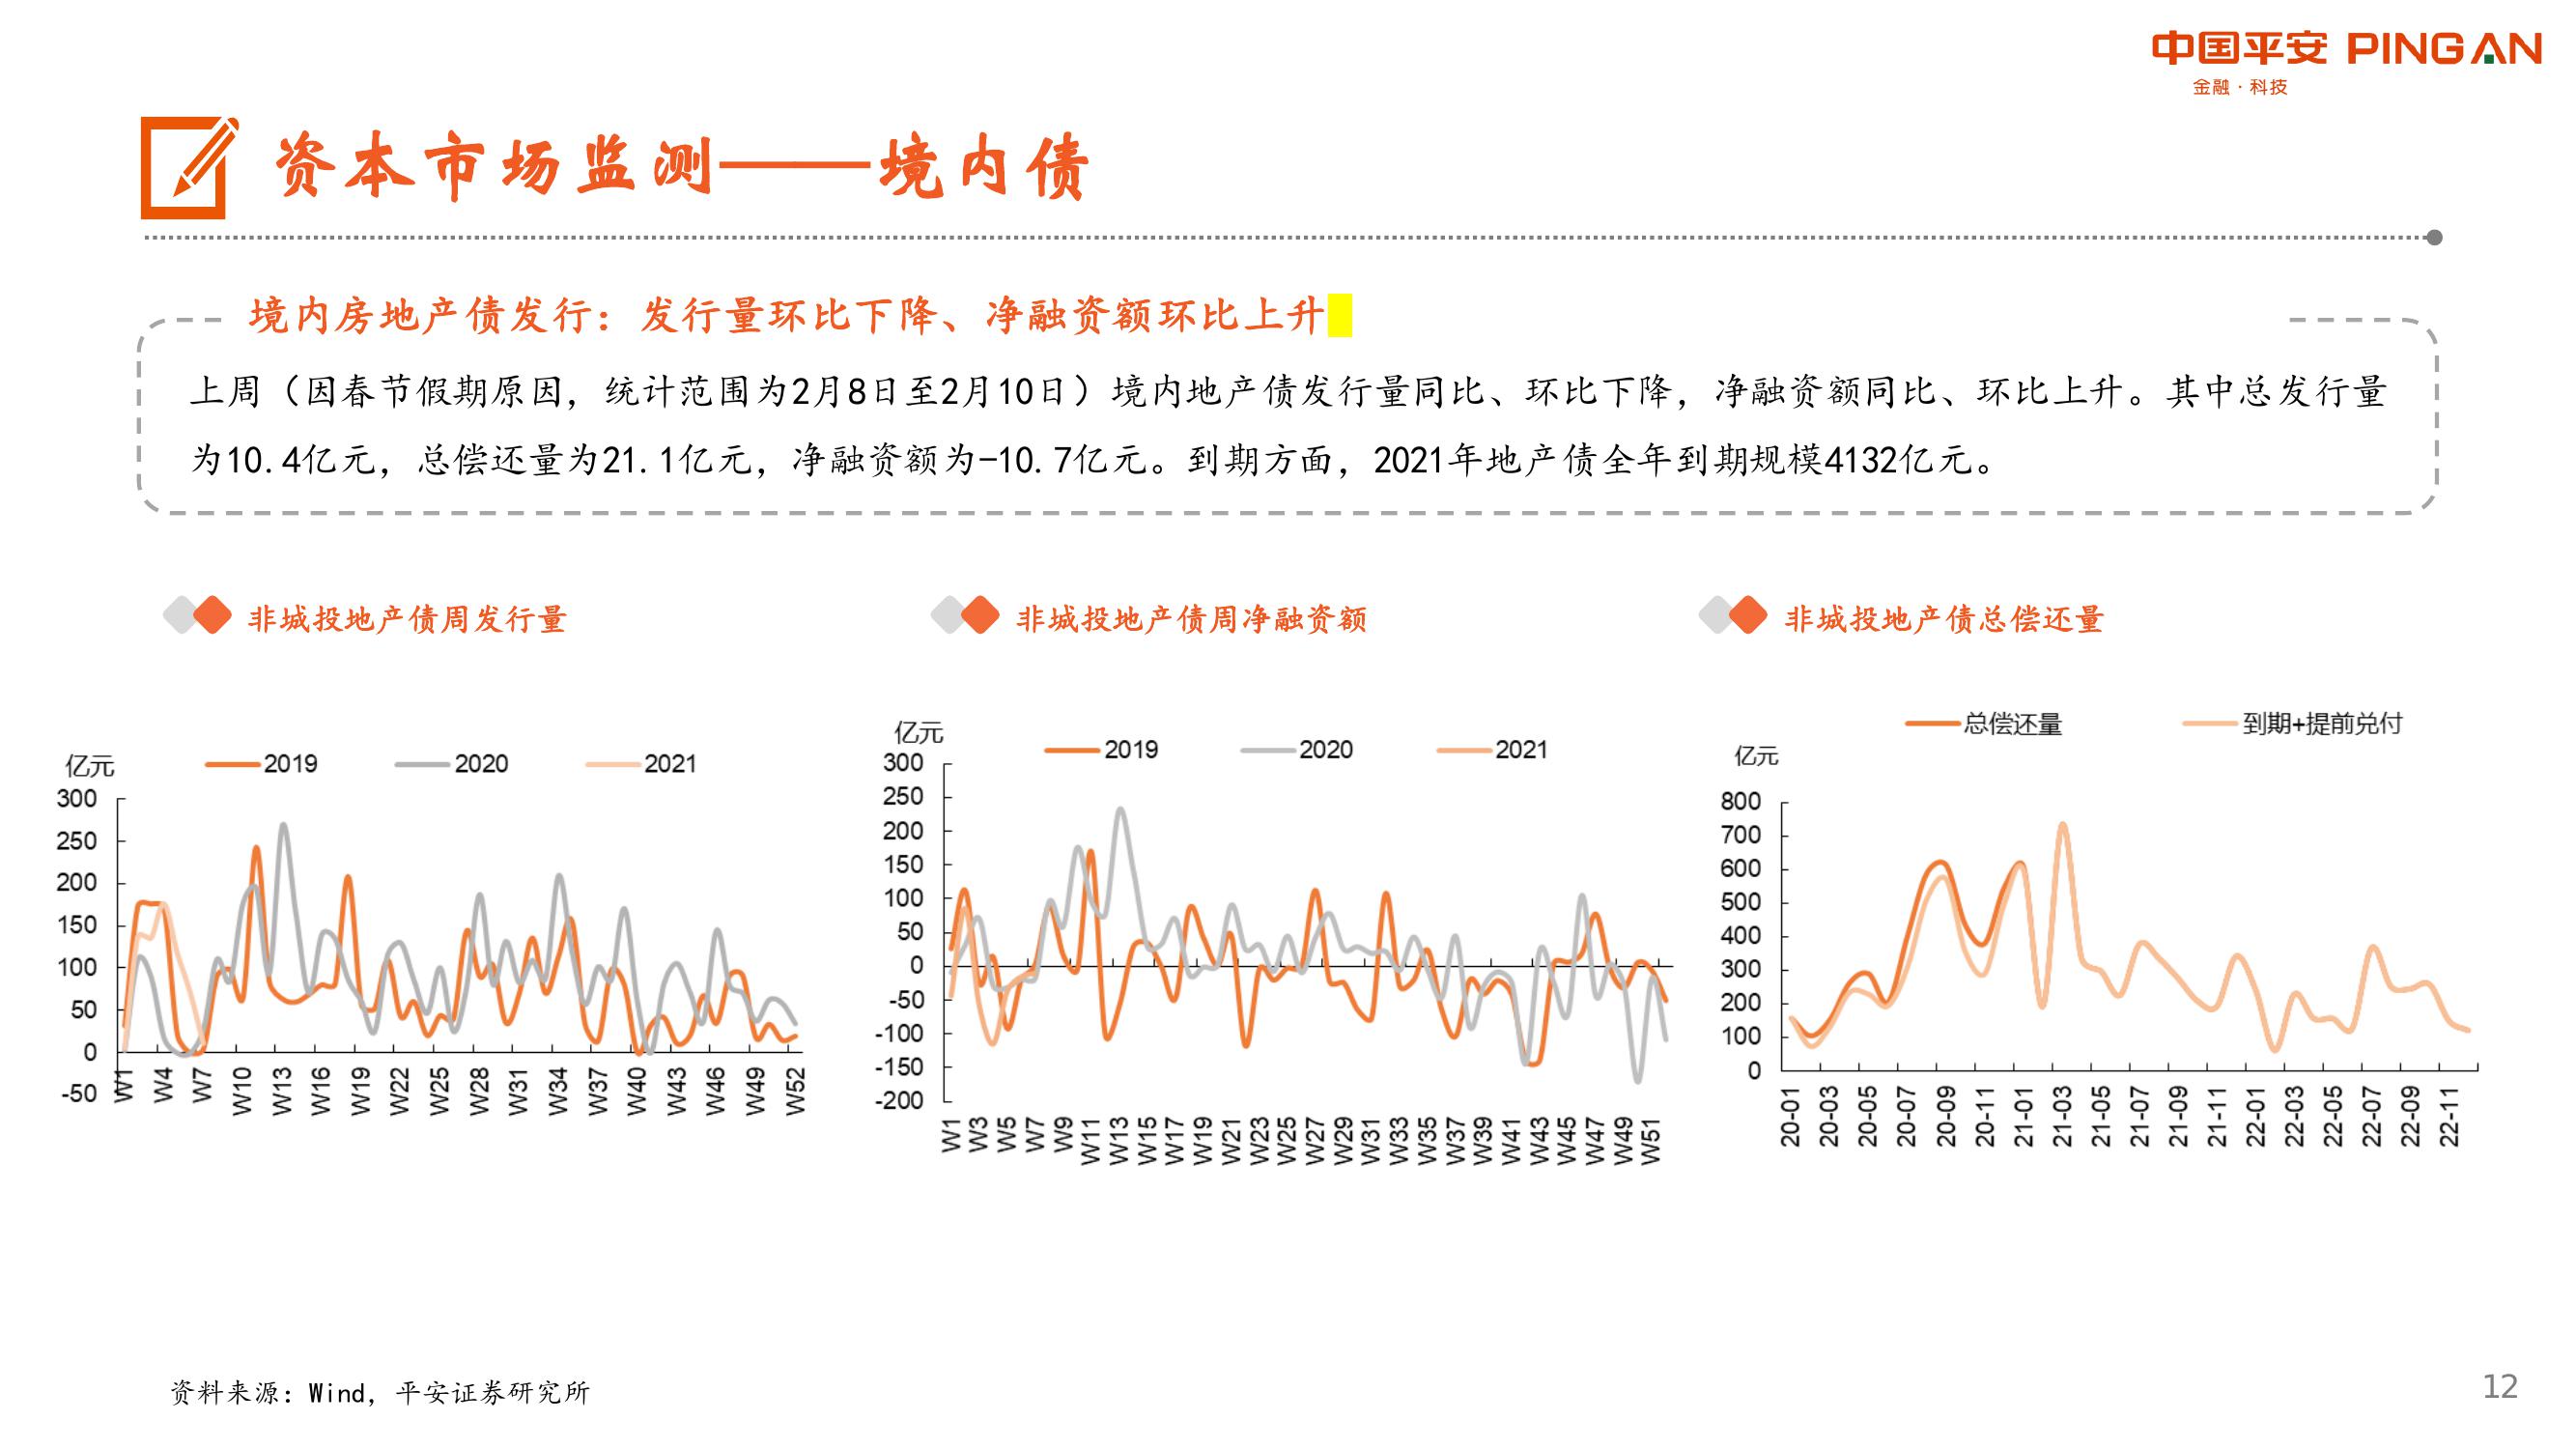 中国平安 PINGAN
金融·科技
资本市场监测——境内债
境内房地产债发行：发行量环比下降、净融资额环比上升
上周（因春节假期原因，统计范围为2月8日至2月10日）境内地产债发行量同比、环比下降，净融资额同比、环比上升。其中总发行量
为10.4亿元，总偿还量为21.1亿元，净融资额为-10.7亿元。到期方面，2021年地产债全年到期规模4132亿元。
非城投地产债周发行量
亿元
2019 2020 2021
300
250
200
150
100
50
0
-50
W1 W4 W7 W10 W13 W16 W19 W22 W25 W28 W31 W34 W37 W40 W43 W46 W49 W52
非城投地产债周净融资额
亿元
2019 2020 2021
300
250
200
150
100
50
0
-50
-100
-150
-200
W1 W3 W5 W7 W9 W11 W13 W15 W17 W19 W21 W23 W25 W27 W29 W31 W33 W35 W37 W39 W41 W43 W45 W47 W49 W51
非城投地产债总偿还量
总偿还量 到期+提前兑付
亿元
800
700
600
500
400
300
200
100
0
20-01 20-03 20-05 20-07 20-09 20-11 21-01 21-03 21-05 21-07 21-09 21-11 22-01 22-03 22-05 22-07 22-09 22-11
资料来源：Wind，平安证券研究所
12